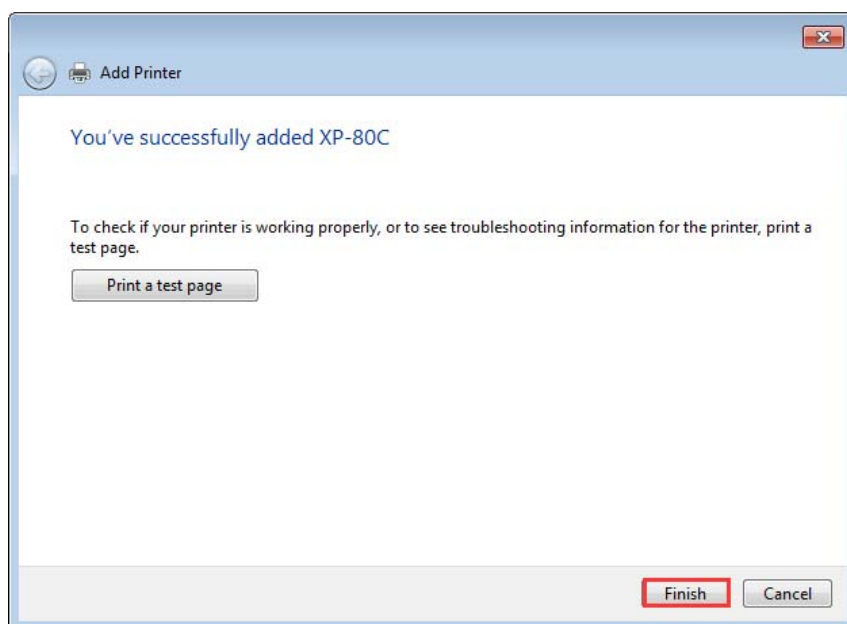 Add Printer
You've successfully added XP-80C
To check if your printer is working properly, or to see troubleshooting information for the printer, print a
test page.
Print a test page
Finish Cancel